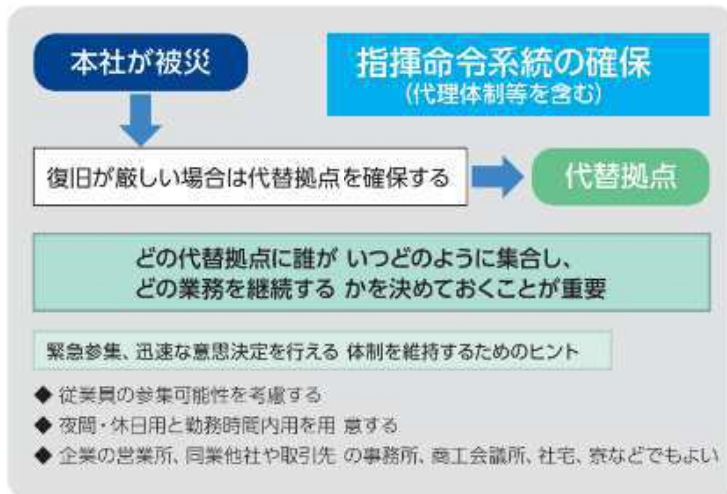 本社が被災
指揮命令系統の確保
(代理体制等を含む)
復旧が厳しい場合は代替拠点を確保する
代替拠点
どの代替拠点に誰が いつどのように集合し、
どの業務を継続する かを決めておくことが重要
緊急参集、迅速な意思決定を行える 体制を維持するためのヒント
◆ 従業員の参集可能性を考慮する
◆ 夜間・休日用と勤務時間内用を用 意する
◆ 企業の営業所、同業他社や取引先 の事務所、商工会議所、社宅、寮などでもよい